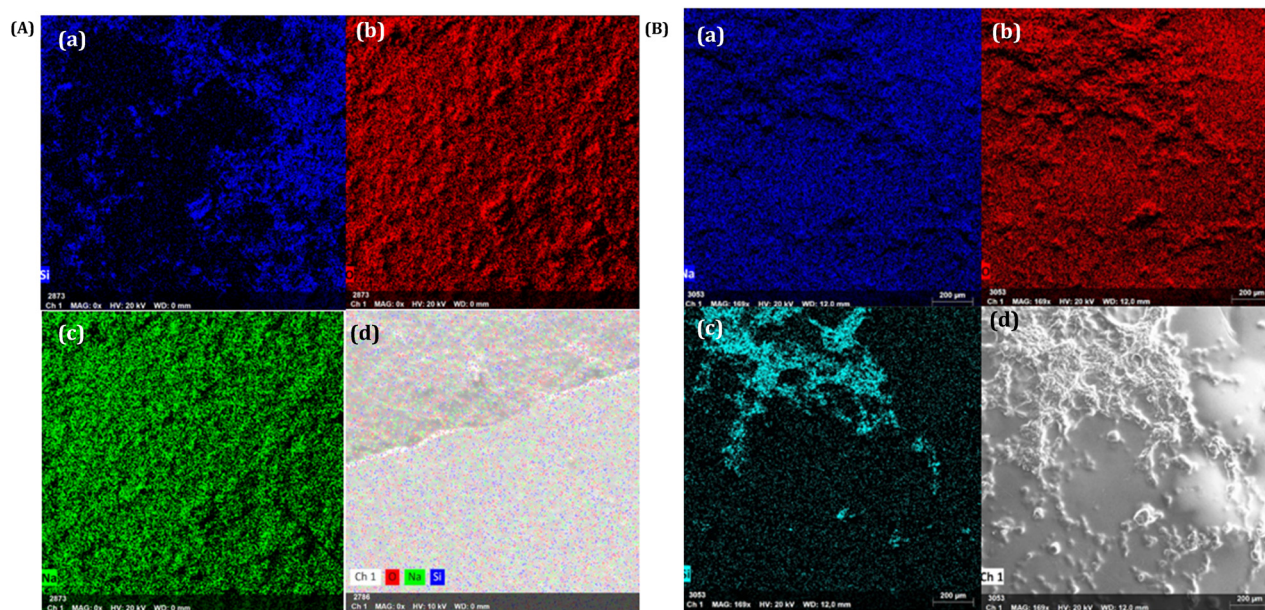 (A)
(a)
Si
2873
Ch 1 MAG: 0x HV: 20 kV WD: 0 mm
(b)
O
2873
Ch 1 MAG: 0x HV: 20 kV WD: 0 mm
(c)
Na
2873
Ch 1 MAG: 0x HV: 20 kV WD: 0 mm
(d)
Ch 1 O Na Si
2786
Ch 1 MAG: 0x HV: 10 kV WD: 0 mm
(B)
(a)
Na
3053
Ch 1 MAG: 169x HV: 20 kV WD: 12.0 mm
200 µm
(b)
O
3053
Ch 1 MAG: 169x HV: 20 kV WD: 12.0 mm
200 µm
(c)
3053
Ch 1 MAG: 169x HV: 20 kV WD: 12.0 mm
200 µm
(d)
Ch 1
3053
Ch 1 MAG: 169x HV: 20 kV WD: 12.0 mm
200 µm